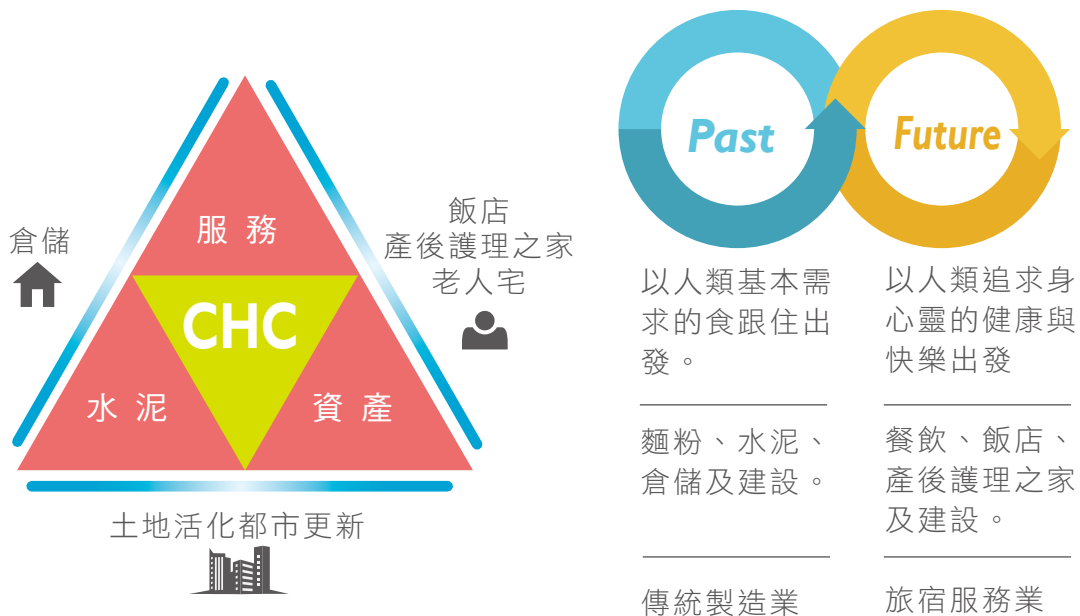 服務
CHC
水泥
資產
倉儲
飯店
產後護理之家
老人宅
土地活化都市更新
Past
以人類基本需
求的食跟住出
發。
麵粉、水泥、
倉儲及建設。
傳統製造業
Future
以人類追求身
心靈的健康與
快樂出發
餐飲、飯店、
產後護理之家
及建設。
旅宿服務業